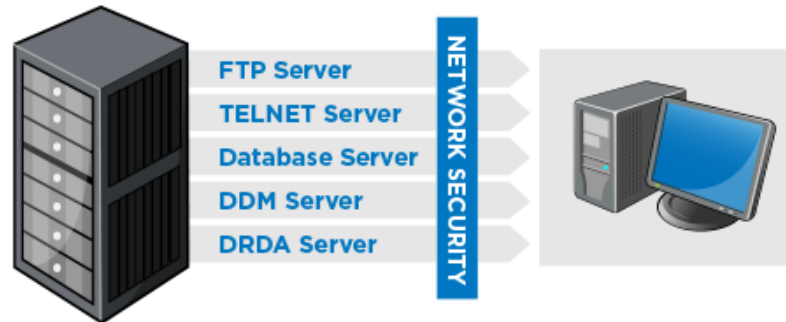 FTP Server
TELNET Server
Database Server
DDM Server
DRDA Server
NETWORK SECURITY